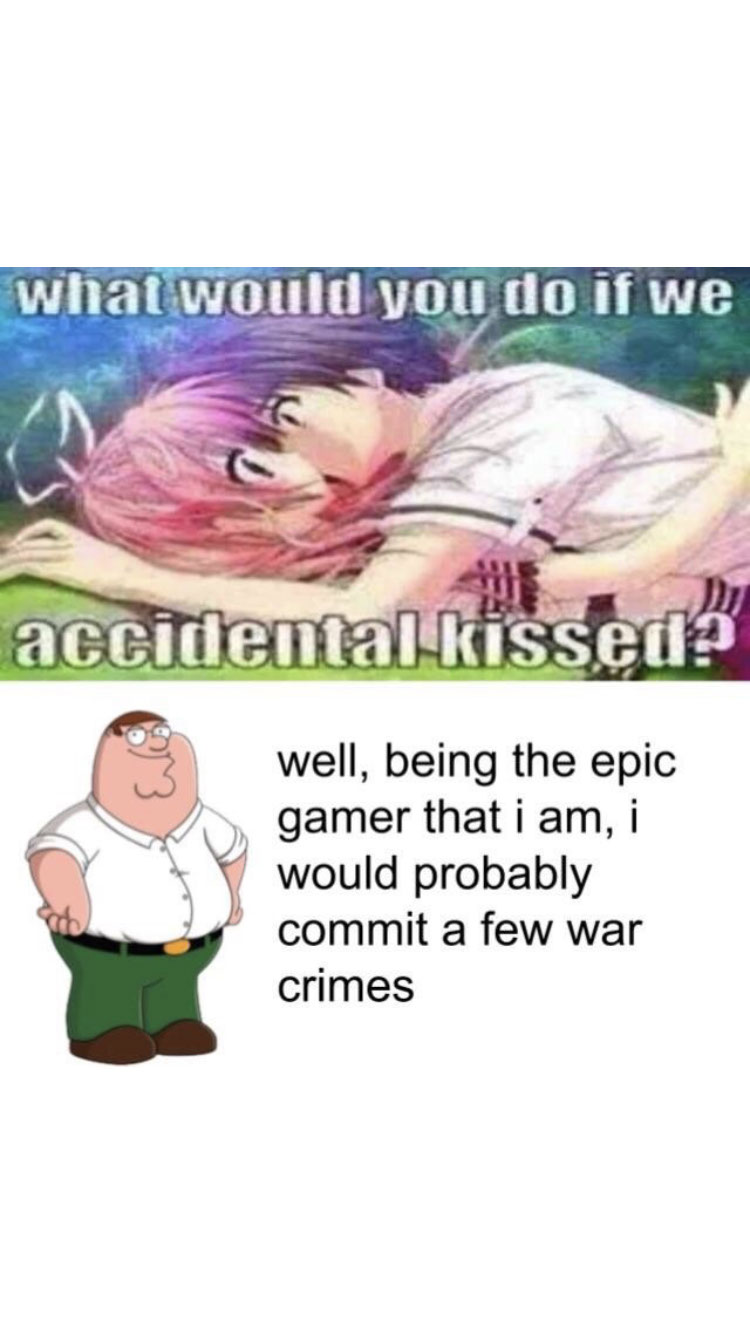 what would you do if we
accidental kissed?
well, being the epic
gamer that i am, i
would probably
commit a few war
crimes